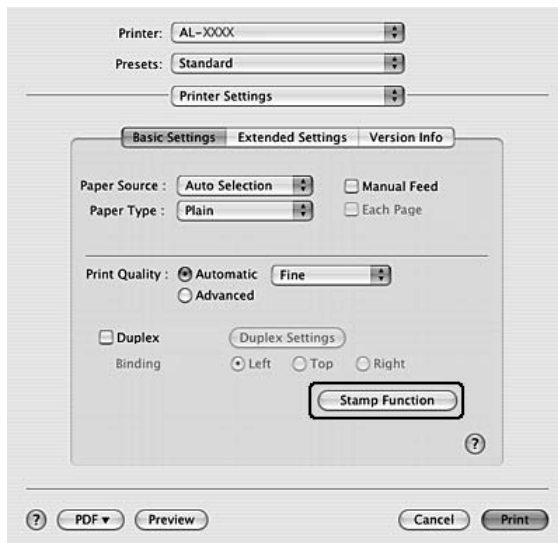 Printer: AL-XXXX
Presets: Standard
Printer Settings
Basic Settings Extended Settings Version Info
Paper Source : Auto Selection Manual Feed
Paper Type : Plain Each Page
Print Quality : Automatic Fine
Advanced
Duplex Duplex Settings
Binding Left Top Right
Stamp Function
?
? PDF ▼ Preview Cancel Print